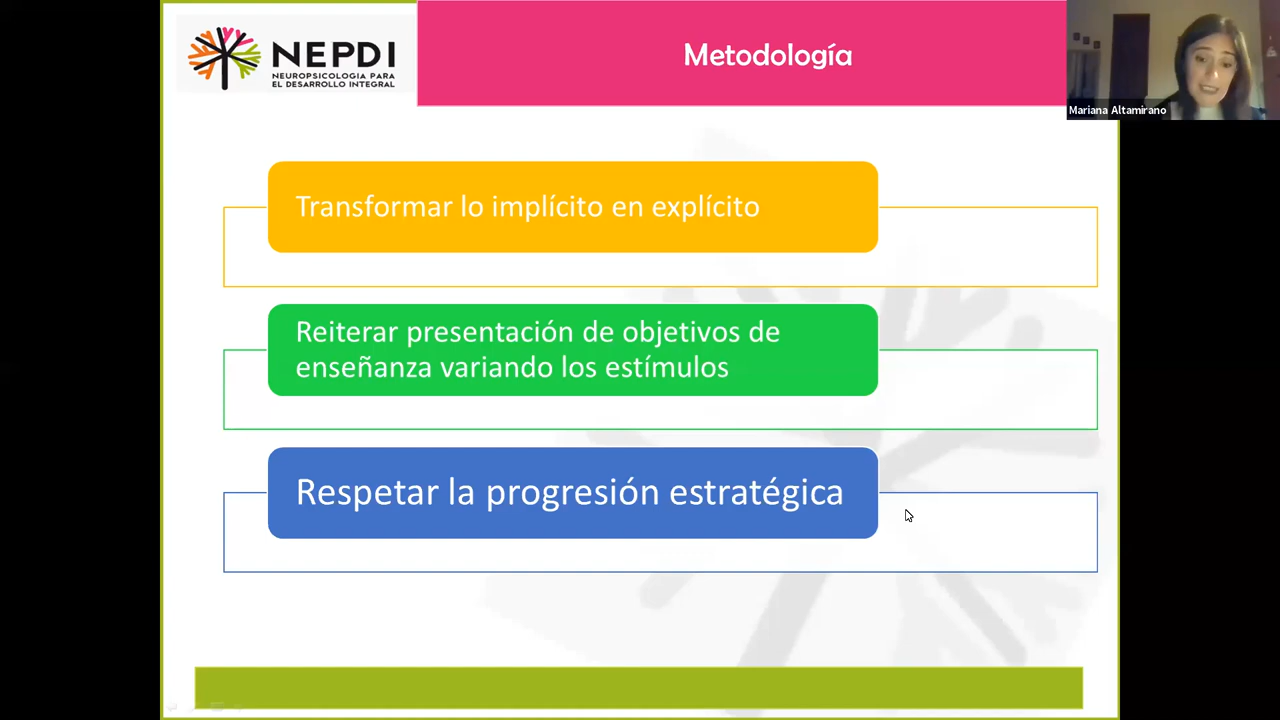 NEPDI
NEUROPSICOLOGIA PARA
EL DESARROLLO INTEGRAL
Metodología
Mariana Altamirano
Transformar lo implícito en explícito
Reiterar presentación de objetivos de
enseñanza variando los estímulos
Respetar la progresión estratégica